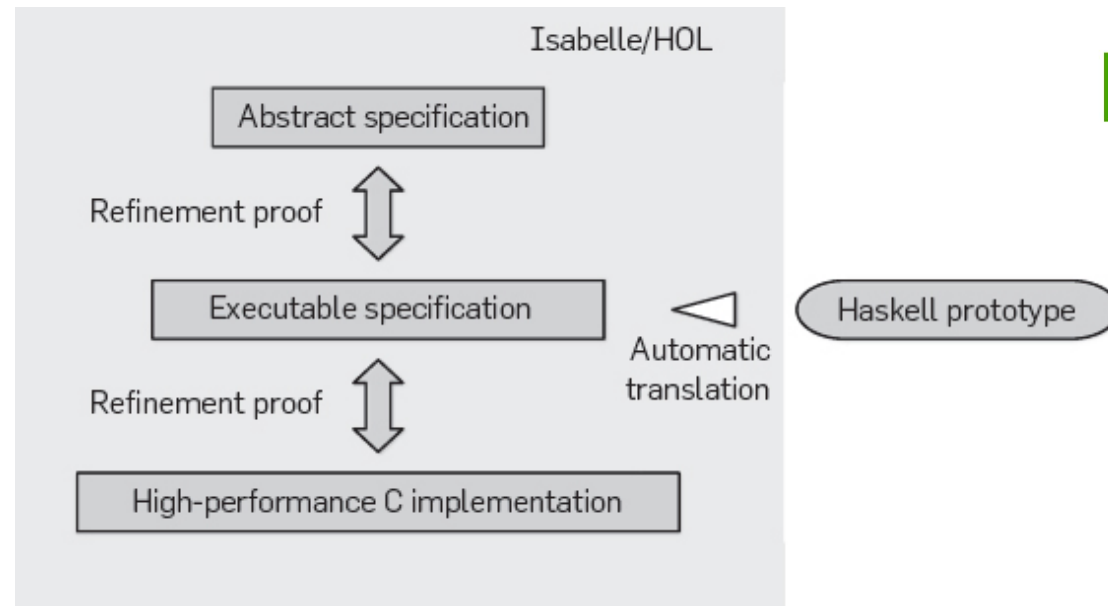 Isabelle/HOL
Abstract specification
Refinement proof
Executable specification
Haskell prototype
Automatic
translation
Refinement proof
High-performance C implementation